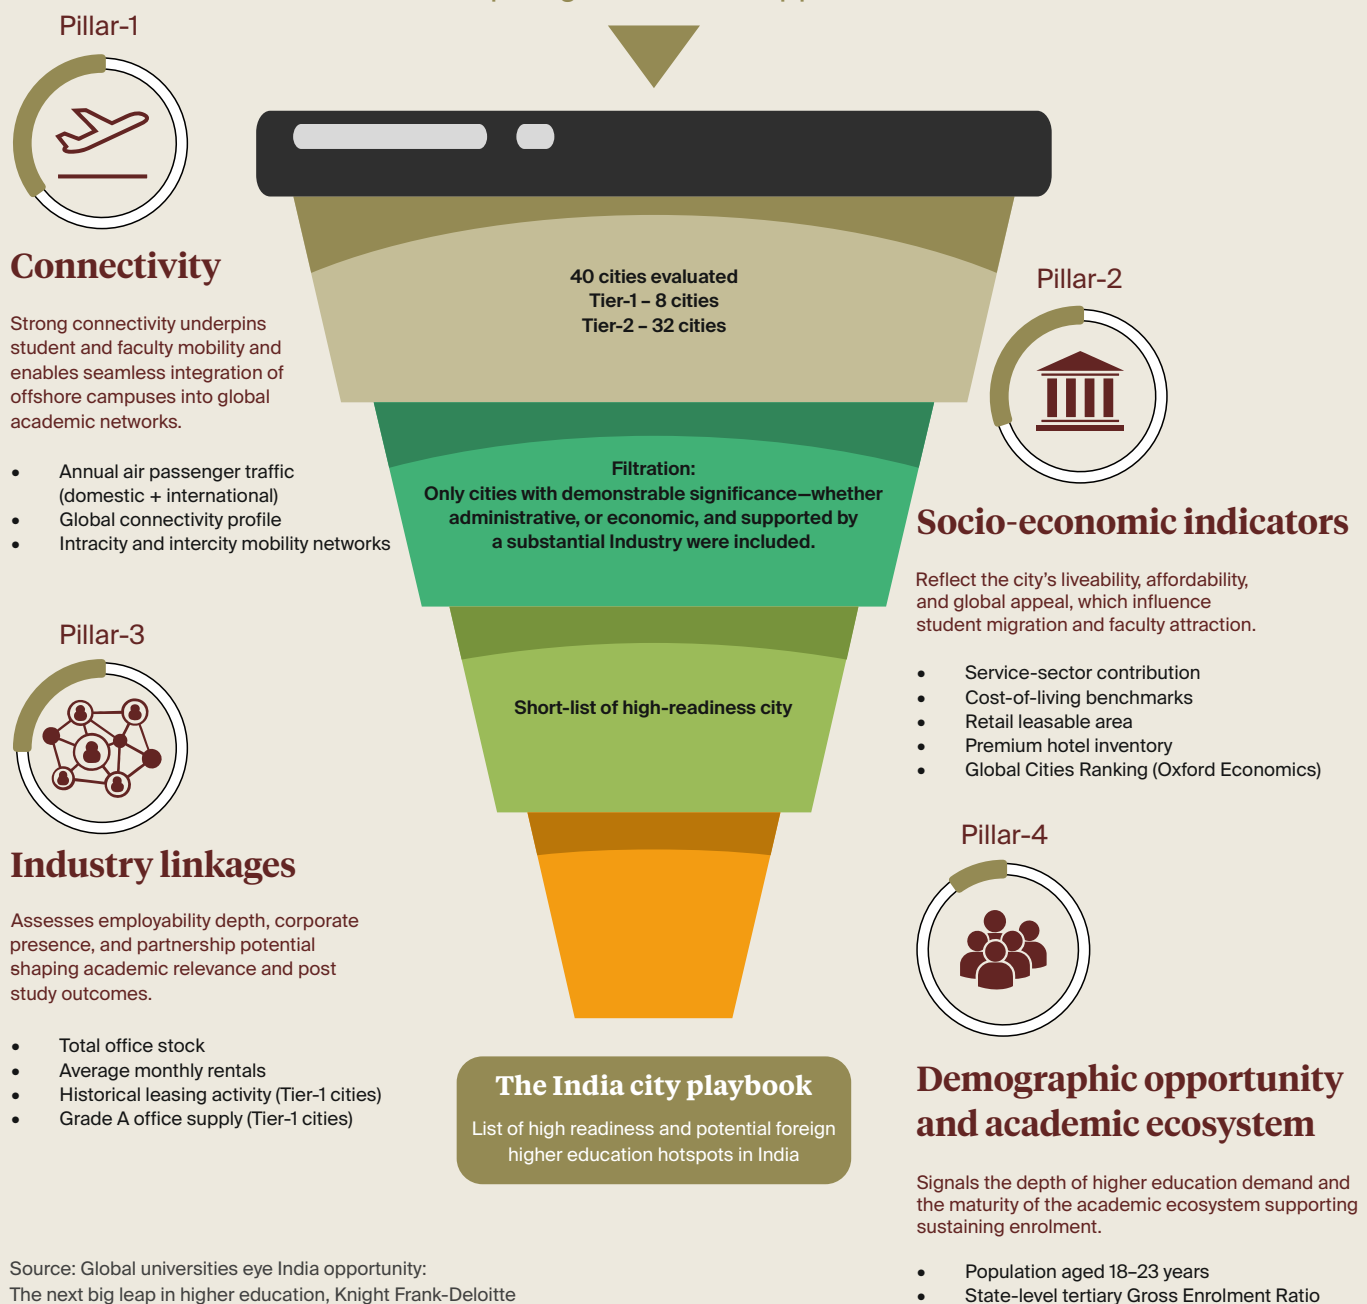 Pillar-1
Connectivity
Strong connectivity underpins
student and faculty mobility and
enables seamless integration of
offshore campuses into global
academic networks.
• Annual air passenger traffic
(domestic + international)
• Global connectivity profile
• Intracity and intercity mobility networks
40 cities evaluated
Tier-1 – 8 cities
Tier-2 – 32 cities
Filtration:
Only cities with demonstrable significance—whether
administrative, or economic, and supported by
a substantial Industry were included.
Short-list of high-readiness city
Pillar-2
Socio-economic indicators
Reflect the city's liveability, affordability,
and global appeal, which influence
student migration and faculty attraction.
• Service-sector contribution
• Cost-of-living benchmarks
• Retail leasable area
• Premium hotel inventory
• Global Cities Ranking (Oxford Economics)
Pillar-3
Industry linkages
Assesses employability depth, corporate
presence, and partnership potential
shaping academic relevance and post
study outcomes.
• Total office stock
• Average monthly rentals
• Historical leasing activity (Tier-1 cities)
• Grade A office supply (Tier-1 cities)
The India city playbook
List of high readiness and potential foreign
higher education hotspots in India
Pillar-4
Demographic opportunity
and academic ecosystem
Signals the depth of higher education demand and
the maturity of the academic ecosystem supporting
sustaining enrolment.
• Population aged 18–23 years
• State-level tertiary Gross Enrolment Ratio
Source: Global universities eye India opportunity:
The next big leap in higher education, Knight Frank-Deloitte